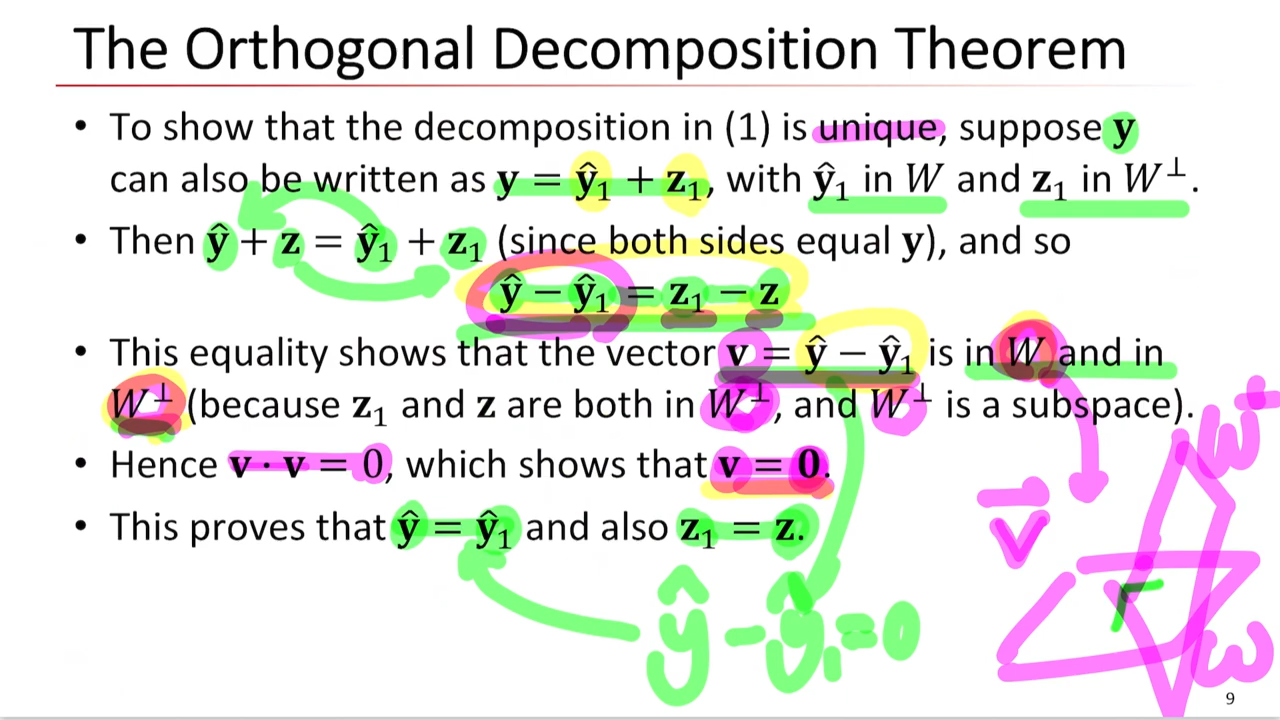 The Orthogonal Decomposition Theorem
• To show that the decomposition in (1) is unique, suppose 𝐲
can also be written as 𝐲 = 𝐲̂₁ + 𝐳₁, with 𝐲̂₁ in W and 𝐳₁ in W⊥.
• Then 𝐲̂ + 𝐳 = 𝐲̂₁ + 𝐳₁ (since both sides equal 𝐲), and so
𝐲̂ − 𝐲̂₁ = 𝐳₁ − 𝐳
• This equality shows that the vector 𝐯 = 𝐲̂ − 𝐲̂₁ is in W and in
W⊥ (because 𝐳₁ and 𝐳 are both in W⊥, and W⊥ is a subspace).
• Hence 𝐯 · 𝐯 = 0, which shows that 𝐯 = 𝟎.
• This proves that 𝐲̂ = 𝐲̂₁ and also 𝐳₁ = 𝐳.
W⊥
v̅
ŷ − ŷ₁ = 0
W
9